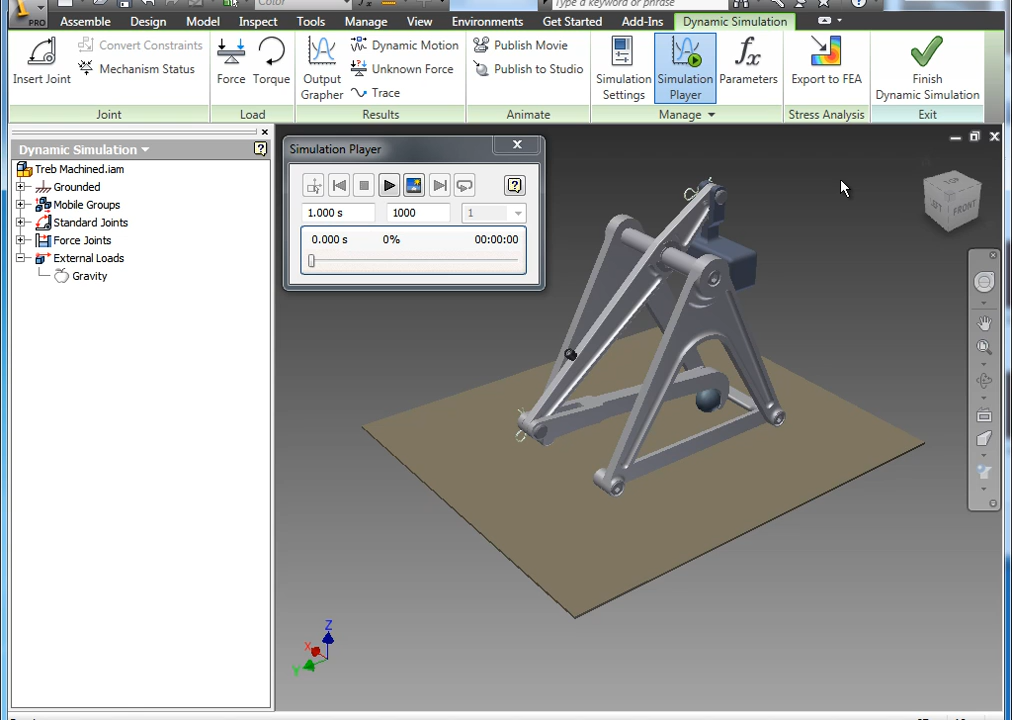 Color
Type a keyword or phrase
PRO
Assemble Design Model Inspect Tools Manage View Environments Get Started Add-Ins Dynamic Simulation
Insert Joint
Convert Constraints
Mechanism Status
Joint
Force Torque
Load
Output Grapher
Dynamic Motion
Unknown Force
Trace
Results
Publish Movie
Publish to Studio
Animate
Simulation Settings
Simulation Player
Parameters
fx
Manage
Export to FEA
Stress Analysis
Finish
Dynamic Simulation
Exit
Dynamic Simulation
Treb Machined.iam
Grounded
Mobile Groups
Standard Joints
Force Joints
External Loads
Gravity
Simulation Player
1.000 s 1000 1
0.000 s 0% 00:00:00
TOP
FRONT
Z
X
Y